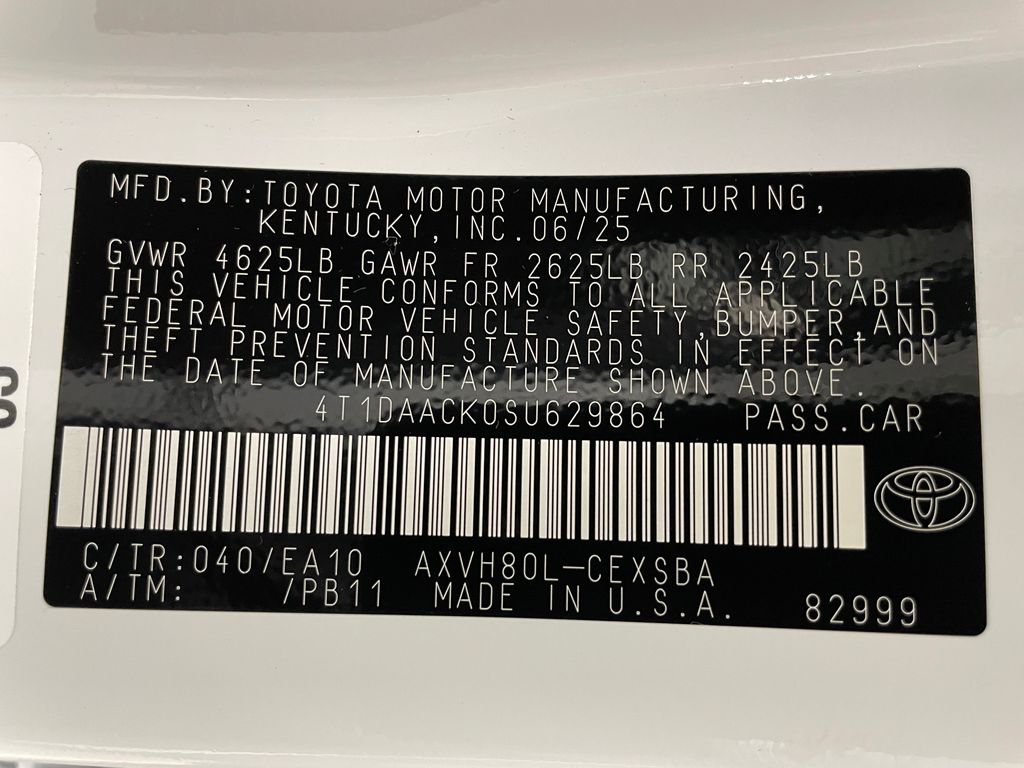 MFD.BY:TOYOTA MOTOR MANUFACTURING,
KENTUCKY,INC.06/25
GVWR 4625LB GAWR FR 2625LB RR 2425LB
THIS VEHICLE CONFORMS TO ALL APPLICABLE
FEDERAL MOTOR VEHICLE SAFETY,BUMPER,AND
THEFT PREVENTION STANDARDS IN EFFECT ON
THE DATE OF MANUFACTURE SHOWN ABOVE.
4T1DAACK0SU629864 PASS.CAR
C/TR:040/EA10 AXVH80L-CEXSBA
A/TM: /PB11 MADE IN U.S.A. 82999